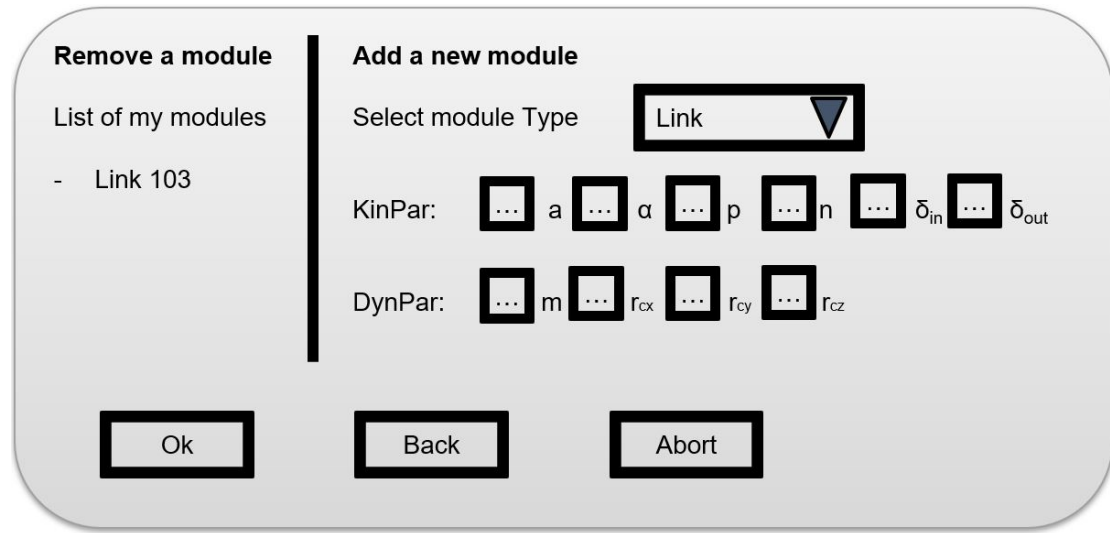 Remove a module
List of my modules
- Link 103
Add a new module
Select module Type Link
KinPar: ... a ... α ... p ... n ... δin ... δout
DynPar: ... m ... rcx ... rcy ... rcz
Ok Back Abort